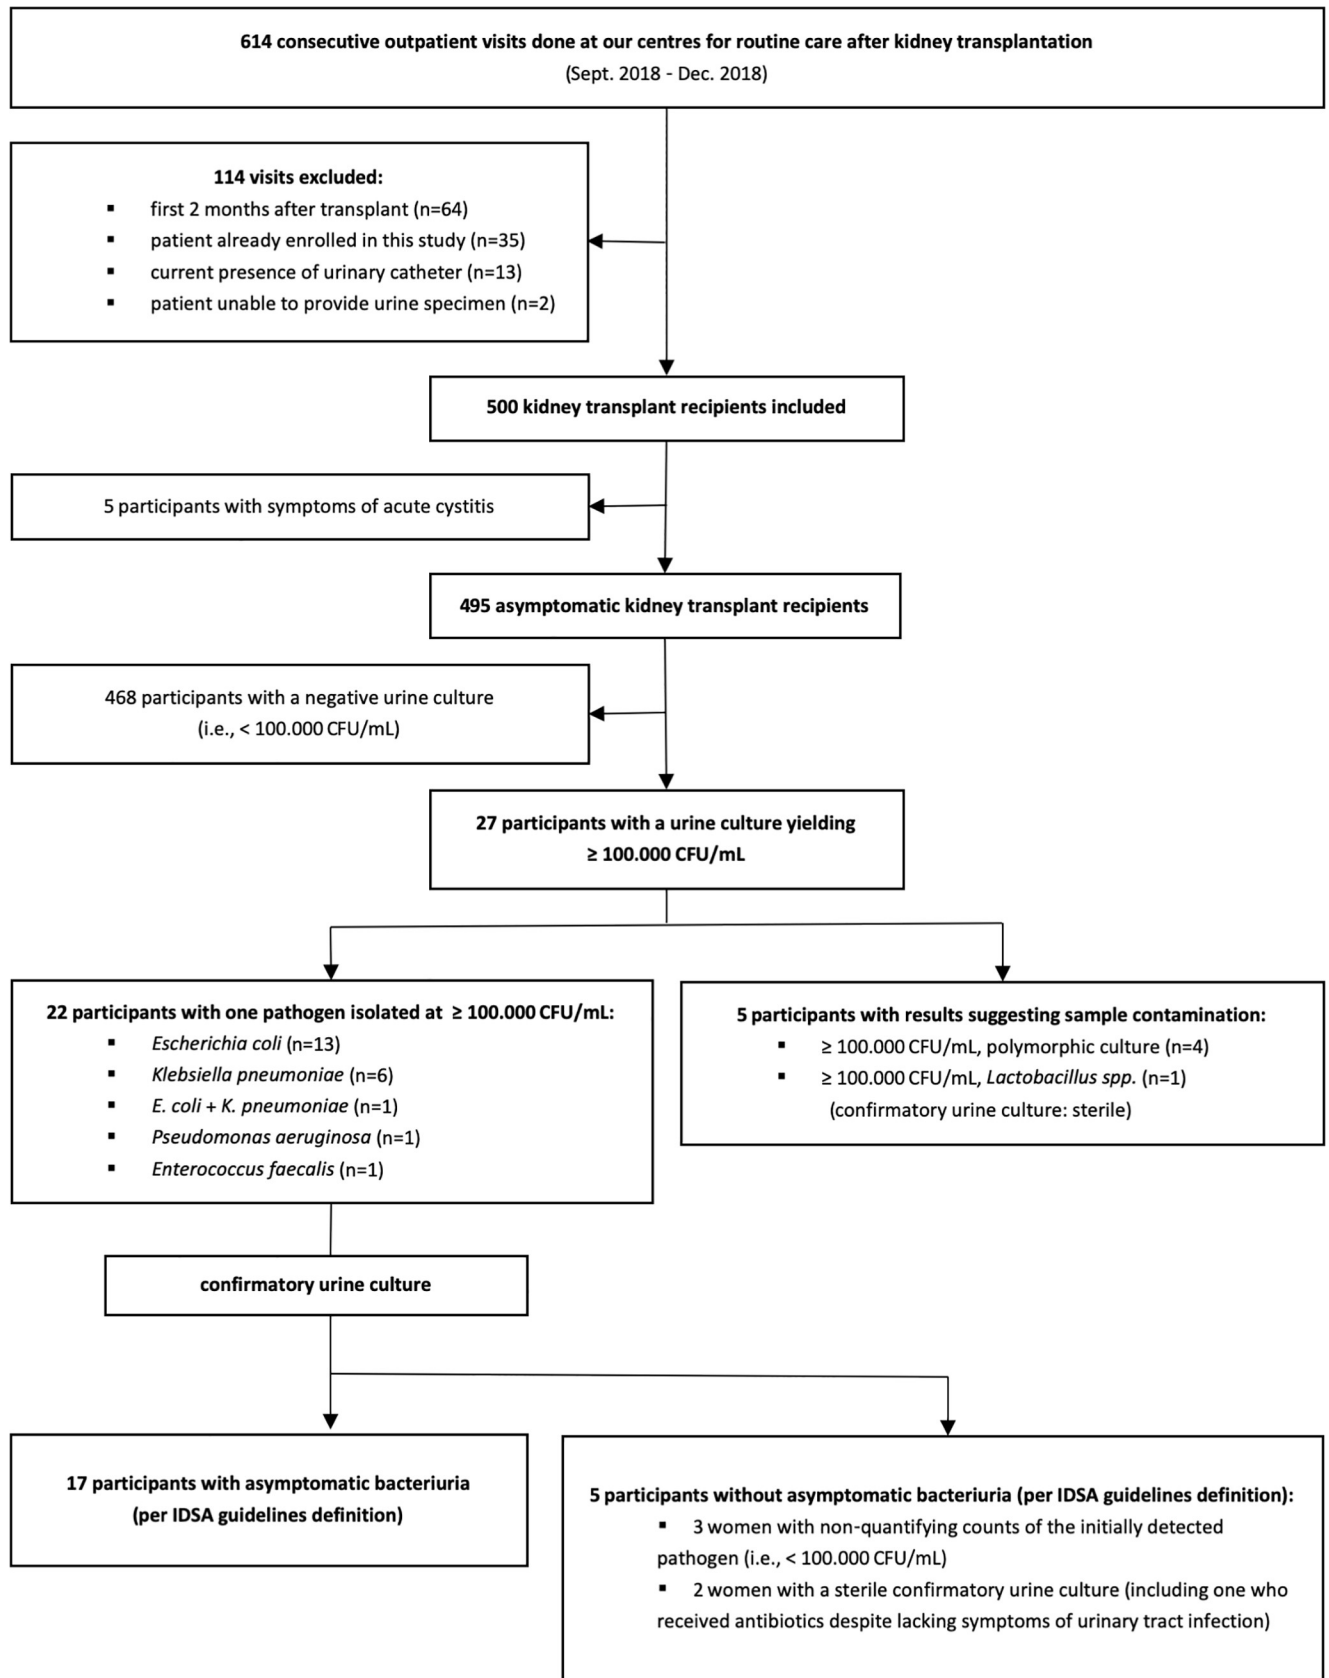 614 consecutive outpatient visits done at our centres for routine care after kidney transplantation
(Sept. 2018 - Dec. 2018)
114 visits excluded:
▪ first 2 months after transplant (n=64)
▪ patient already enrolled in this study (n=35)
▪ current presence of urinary catheter (n=13)
▪ patient unable to provide urine specimen (n=2)
500 kidney transplant recipients included
5 participants with symptoms of acute cystitis
495 asymptomatic kidney transplant recipients
468 participants with a negative urine culture
(i.e., < 100.000 CFU/mL)
27 participants with a urine culture yielding
≥ 100.000 CFU/mL
22 participants with one pathogen isolated at ≥ 100.000 CFU/mL:
▪ Escherichia coli (n=13)
▪ Klebsiella pneumoniae (n=6)
▪ E. coli + K. pneumoniae (n=1)
▪ Pseudomonas aeruginosa (n=1)
▪ Enterococcus faecalis (n=1)
5 participants with results suggesting sample contamination:
▪ ≥ 100.000 CFU/mL, polymorphic culture (n=4)
▪ ≥ 100.000 CFU/mL, Lactobacillus spp. (n=1)
(confirmatory urine culture: sterile)
confirmatory urine culture
17 participants with asymptomatic bacteriuria
(per IDSA guidelines definition)
5 participants without asymptomatic bacteriuria (per IDSA guidelines definition):
▪ 3 women with non-quantifying counts of the initially detected
pathogen (i.e., < 100.000 CFU/mL)
▪ 2 women with a sterile confirmatory urine culture (including one who
received antibiotics despite lacking symptoms of urinary tract infection)